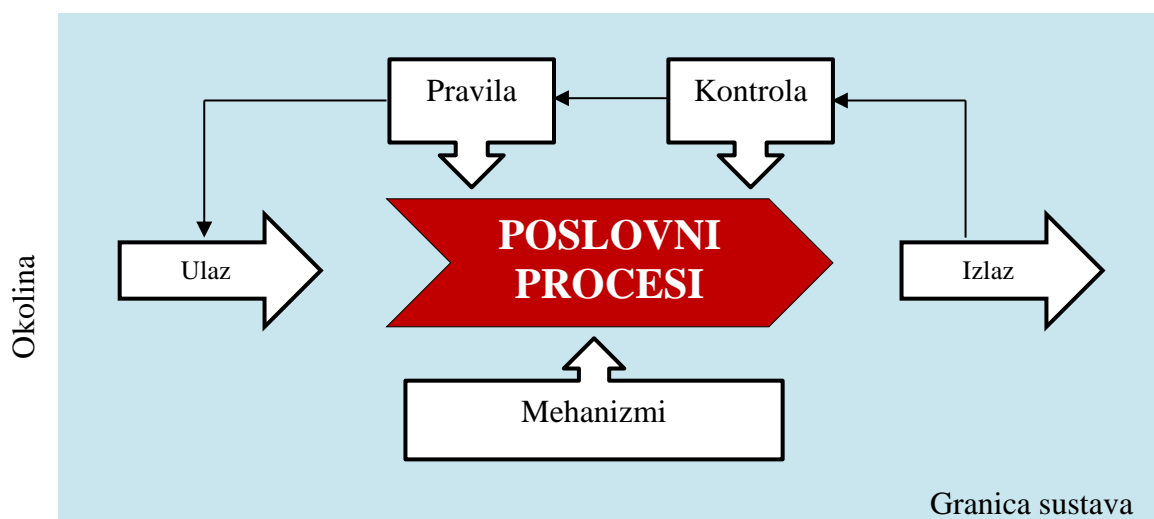 Pravila
Kontrola
POSLOVNI
PROCESI
Ulaz
Izlaz
Okolina
Mehanizmi
Granica sustava